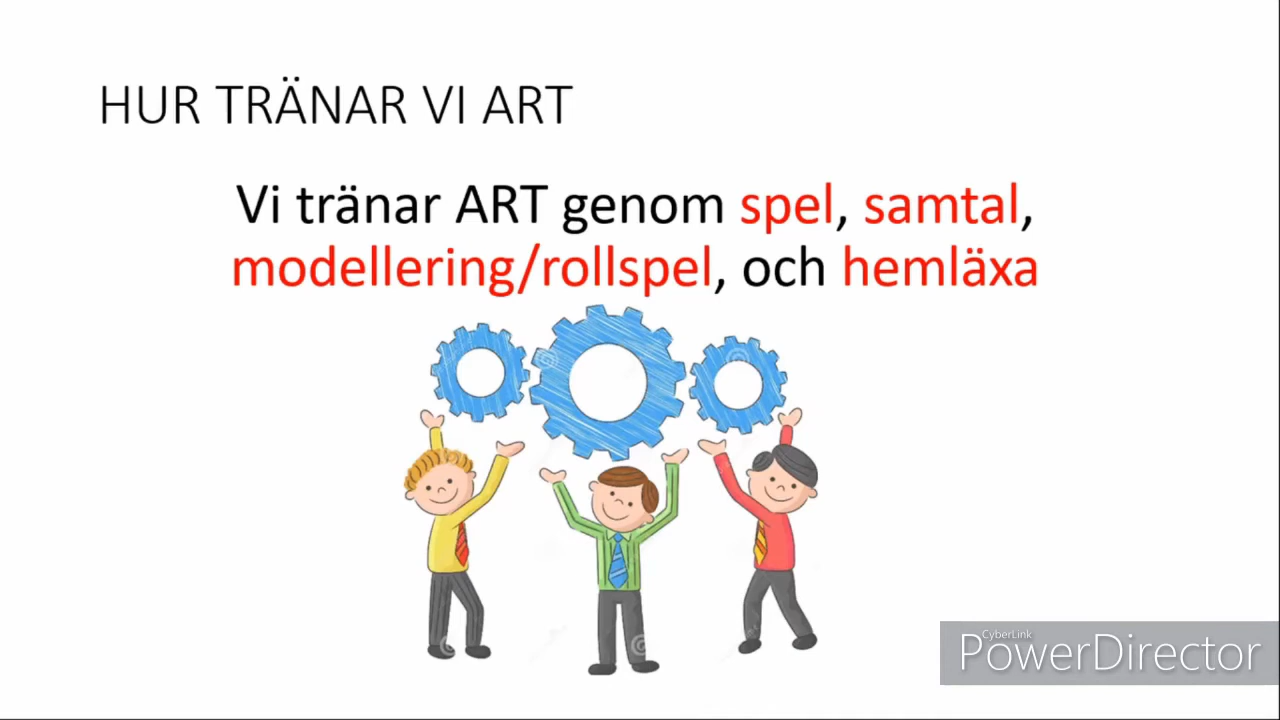 HUR TRÄNAR VI ART
Vi tränar ART genom spel, samtal,
modellering/rollspel, och hemläxa
CyberLink
PowerDirector